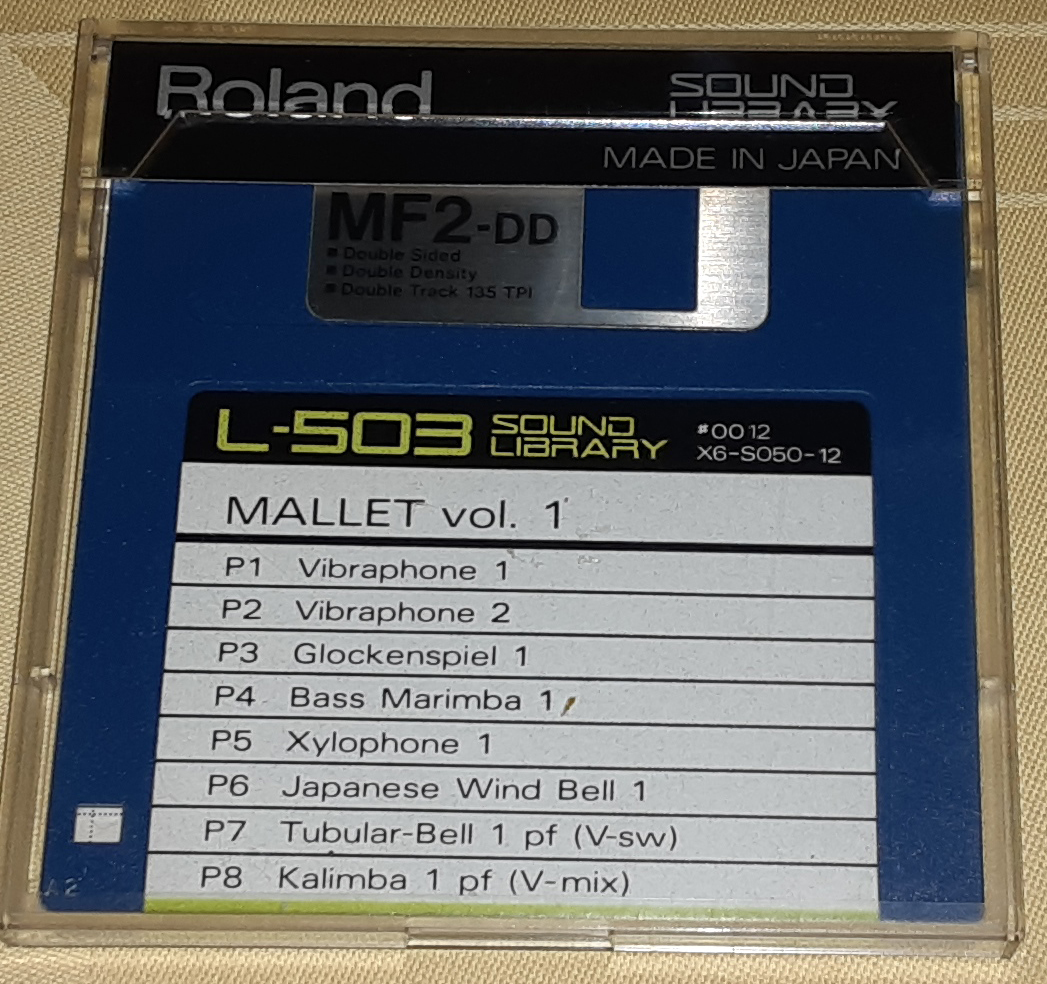 Roland
SOUND
LIBRARY
MADE IN JAPAN
MF2-DD
■ Double Sided
■ Double Density
■ Double Track 135 TPI
L-503 SOUND LIBRARY
#0012
X6-S050-12
MALLET vol. 1
P1 Vibraphone 1
P2 Vibraphone 2
P3 Glockenspiel 1
P4 Bass Marimba 1
P5 Xylophone 1
P6 Japanese Wind Bell 1
P7 Tubular-Bell 1 pf (V-sw)
P8 Kalimba 1 pf (V-mix)
A2